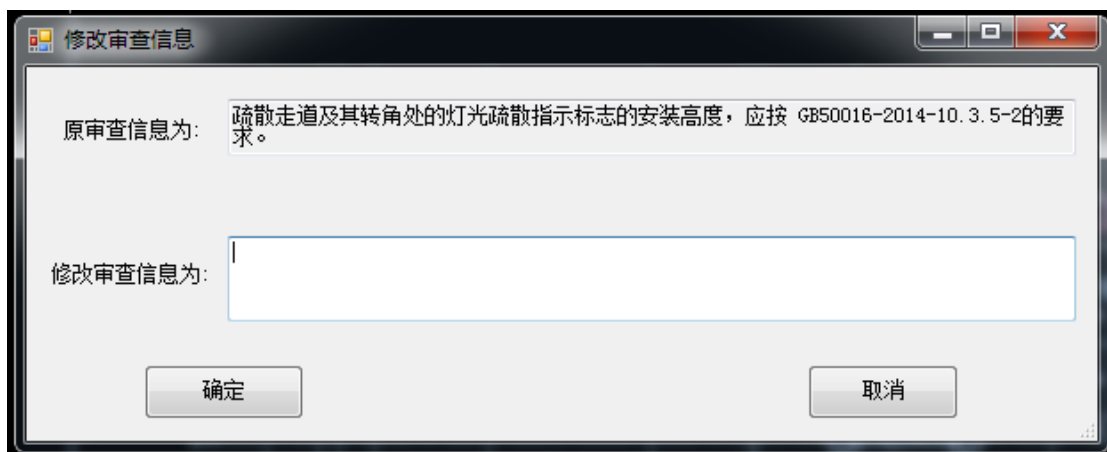 修改审查信息
原审查信息为:
疏散走道及其转角处的灯光疏散指示标志的安装高度，应按 GB50016-2014-10.3.5-2的要
求。
修改审查信息为:
确定
取消